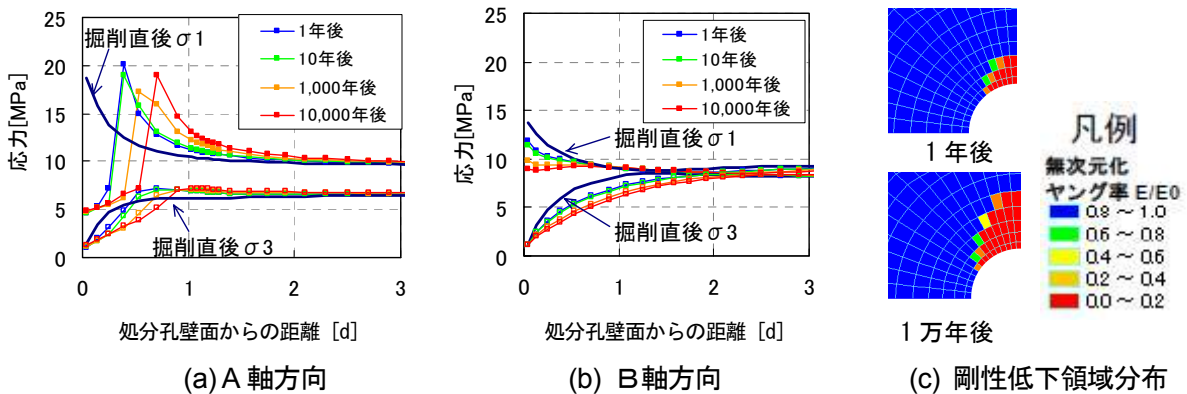 25
20
15
10
5
0
応力[MPa]
掘削直後σ1
1年後
10年後
1,000年後
10,000年後
掘削直後σ3
0 1 2 3
処分孔壁面からの距離 [d]
(a) A 軸方向
25
20
15
10
5
0
応力[MPa]
1年後
10年後
1,000年後
10,000年後
掘削直後σ1
掘削直後σ3
0 1 2 3
処分孔壁面からの距離 [d]
(b) B軸方向
1 年後
1 万年後
凡例
無次元化
ヤング率 E/E0
0.8 ～ 1.0
0.6 ～ 0.8
0.4 ～ 0.6
0.2 ～ 0.4
0.0 ～ 0.2
(c) 剛性低下領域分布